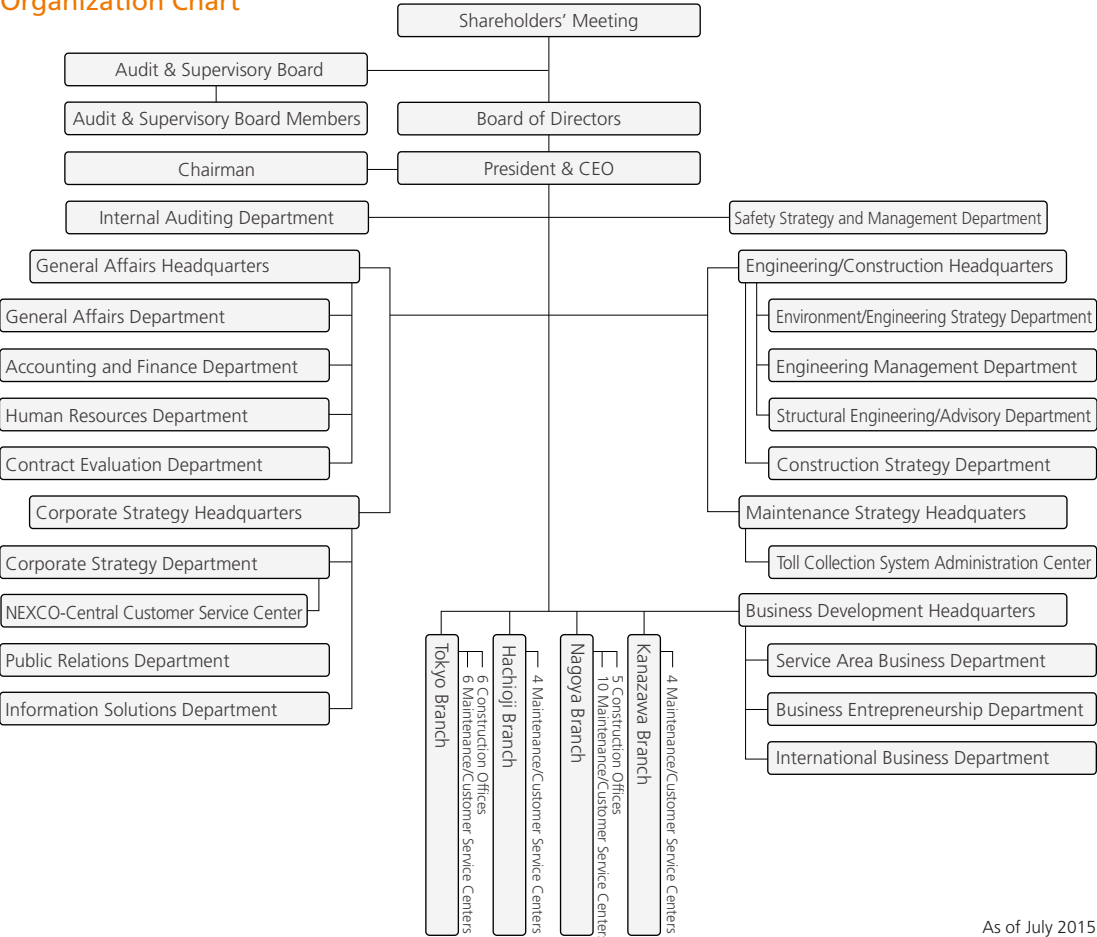 Organization Chart
Shareholders' Meeting
Audit & Supervisory Board
Audit & Supervisory Board Members
Board of Directors
Chairman
President & CEO
Internal Auditing Department
Safety Strategy and Management Department
General Affairs Headquarters
General Affairs Department
Accounting and Finance Department
Human Resources Department
Contract Evaluation Department
Corporate Strategy Headquarters
Corporate Strategy Department
NEXCO-Central Customer Service Center
Public Relations Department
Information Solutions Department
Engineering/Construction Headquarters
Environment/Engineering Strategy Department
Engineering Management Department
Structural Engineering/Advisory Department
Construction Strategy Department
Maintenance Strategy Headquaters
Toll Collection System Administration Center
Business Development Headquarters
Service Area Business Department
Business Entrepreneurship Department
International Business Department
Tokyo Branch
6 Construction Offices
6 Maintenance/Customer Service Centers
Hachioji Branch
4 Maintenance/Customer Service Centers
Nagoya Branch
5 Construction Offices
10 Maintenance/Customer Service Centers
Kanazawa Branch
4 Maintenance/Customer Service Centers
As of July 2015